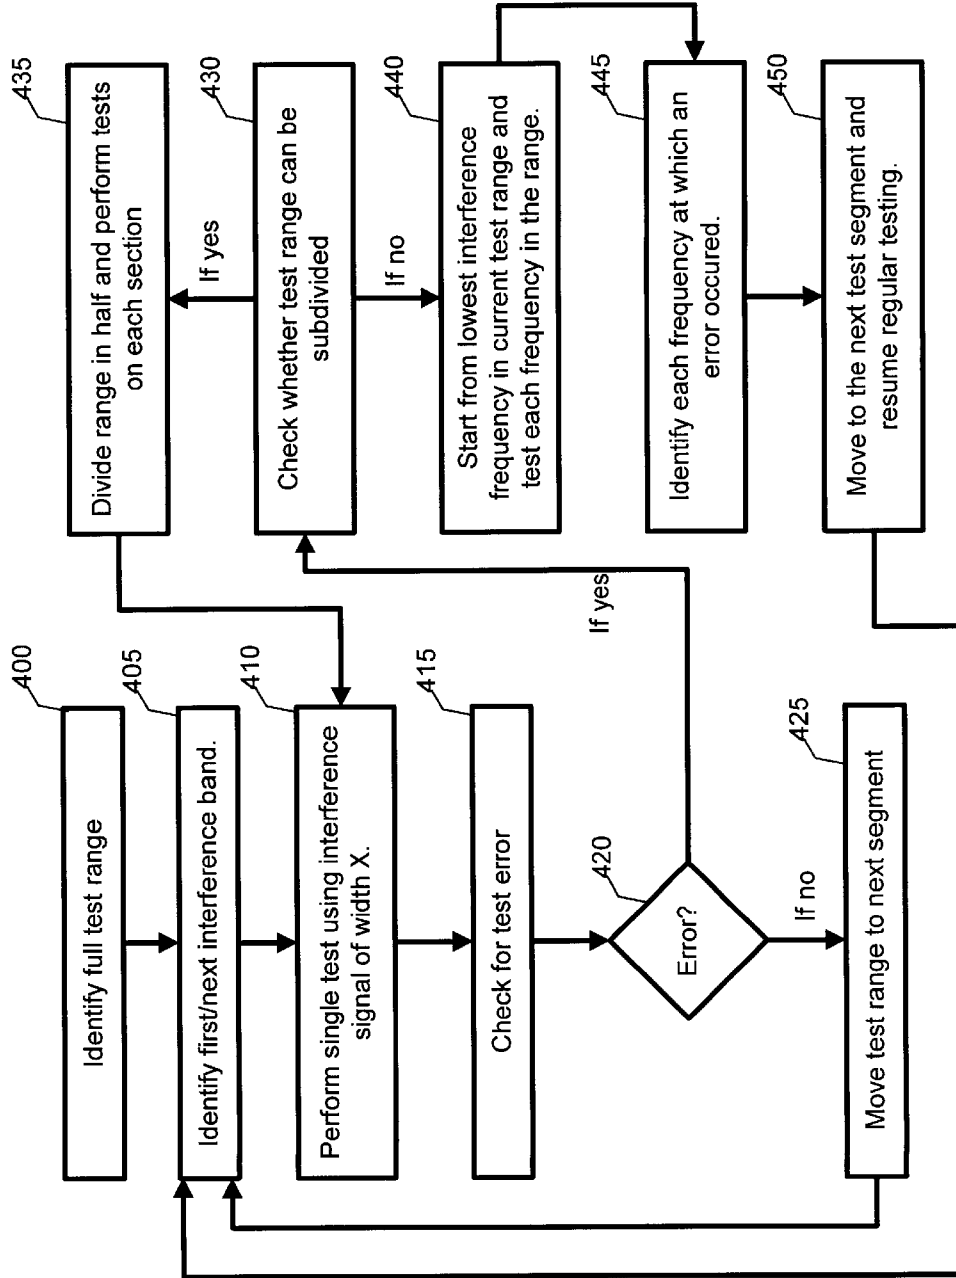 400
Identify full test range
405
Identify first/next interference band.
410
Perform single test using interference
signal of width X.
415
Check for test error
420
Error?
If yes
If no
425
Move test range to next segment
435
Divide range in half and perform tests
on each section
If yes
430
Check whether test range can be
subdivided
If no
440
Start from lowest interference
frequency in current test range and
test each frequency in the range.
445
Identify each frequency at which an
error occured.
450
Move to the next test segment and
resume regular testing.